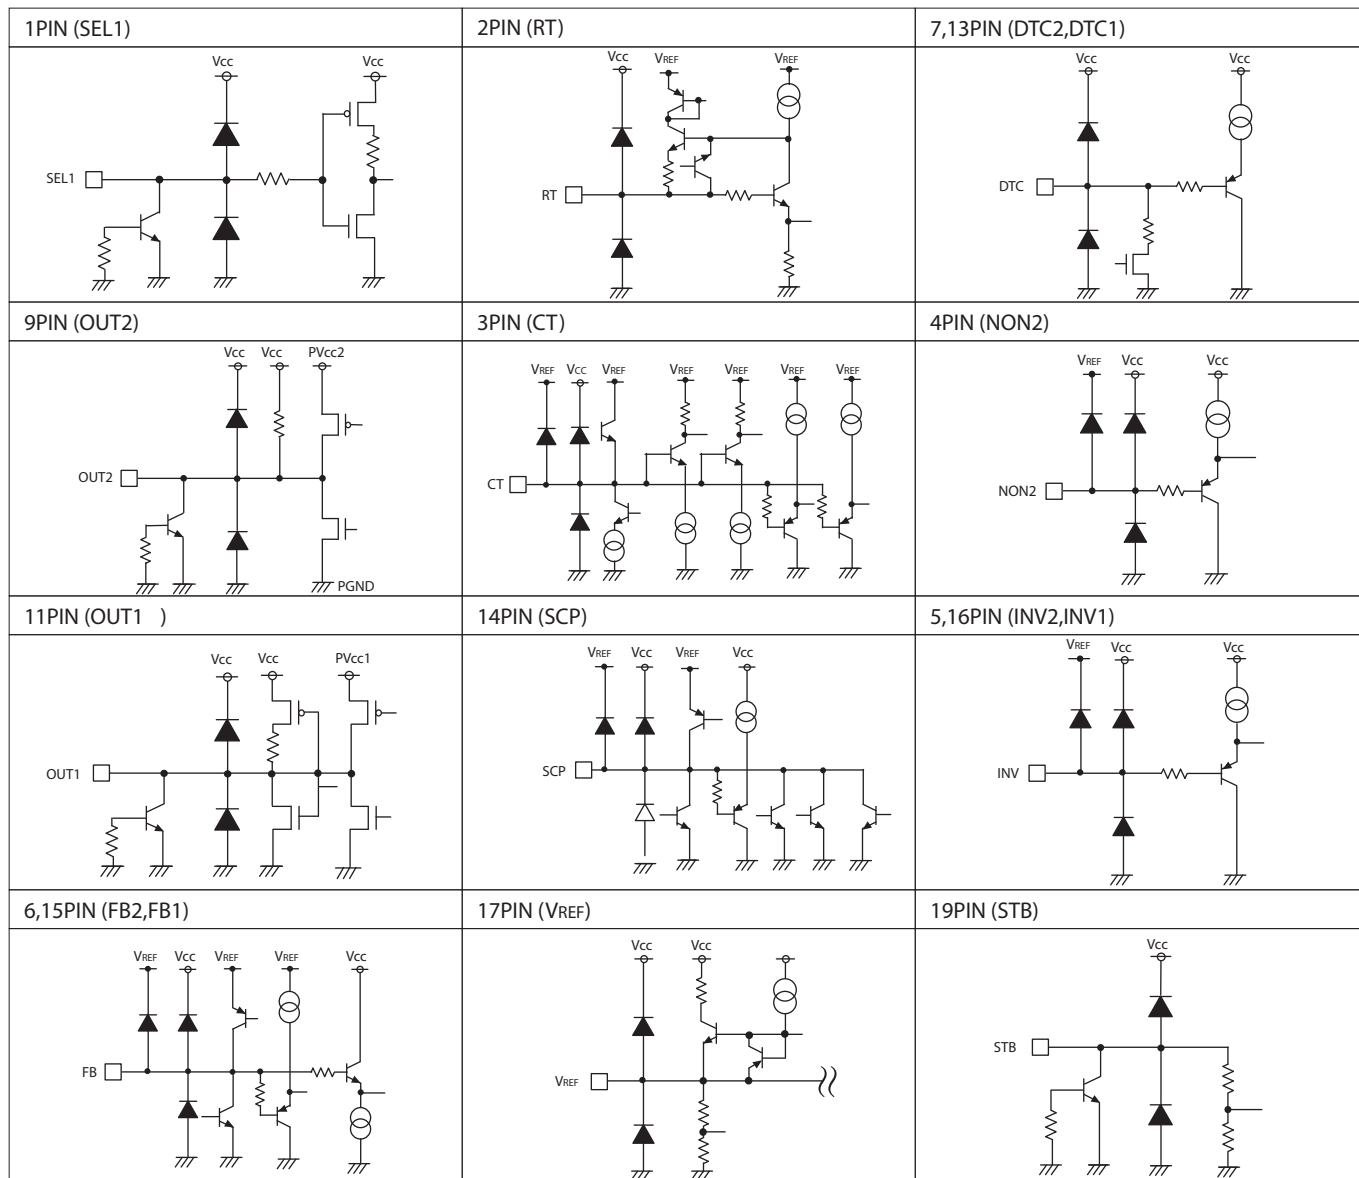 1PIN (SEL1)
Vcc
Vcc
SEL1
2PIN (RT)
Vcc
VREF
VREF
RT
7,13PIN (DTC2,DTC1)
Vcc
Vcc
DTC
9PIN (OUT2)
Vcc
Vcc
PVcc2
OUT2
PGND
3PIN (CT)
VREF
VCC
VREF
VREF
VREF
VREF
VREF
CT
4PIN (NON2)
VREF
Vcc
Vcc
NON2
11PIN (OUT1 )
Vcc
Vcc
PVcc1
OUT1
14PIN (SCP)
VREF
Vcc
VREF
Vcc
SCP
5,16PIN (INV2,INV1)
VREF
Vcc
Vcc
INV
6,15PIN (FB2,FB1)
VREF
Vcc
VREF
VREF
Vcc
FB
17PIN (VREF)
Vcc
Vcc
VREF
19PIN (STB)
Vcc
STB